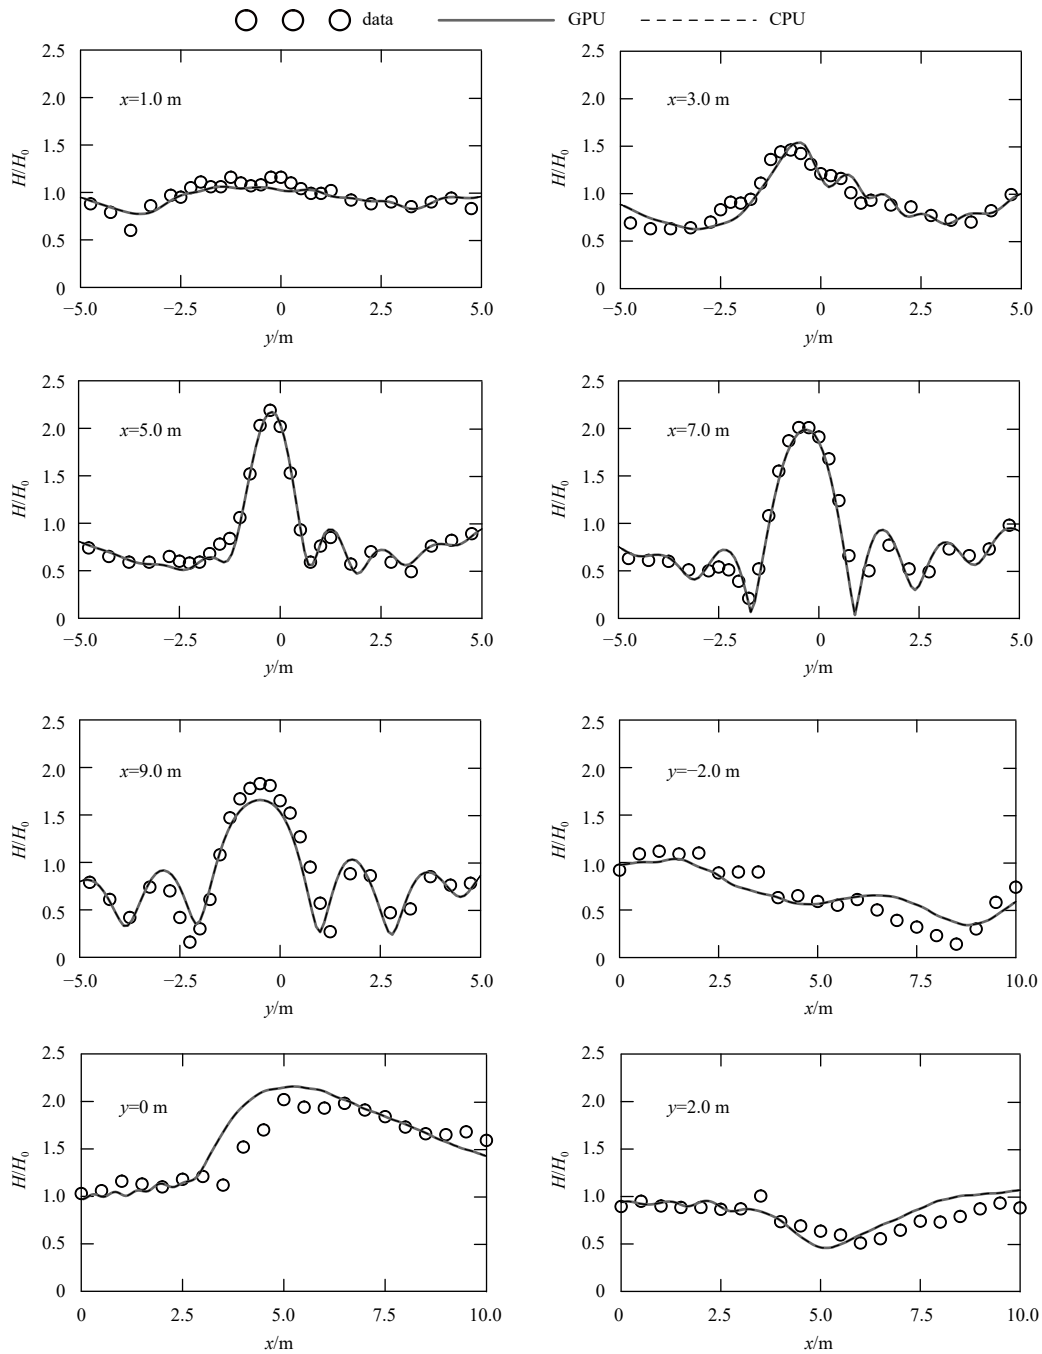 data GPU CPU
2.5 2.5
2.0 x=1.0 m 2.0 x=3.0 m
1.5 1.5
H/H0 H/H0
1.0 1.0
0.5 0.5
0 0
−5.0 −2.5 0 2.5 5.0 −5.0 −2.5 0 2.5 5.0
y/m y/m
2.5 2.5
2.0 x=5.0 m 2.0 x=7.0 m
1.5 1.5
H/H0 H/H0
1.0 1.0
0.5 0.5
0 0
−5.0 −2.5 0 2.5 5.0 −5.0 −2.5 0 2.5 5.0
y/m y/m
2.5 2.5
2.0 x=9.0 m 2.0 y=−2.0 m
1.5 1.5
H/H0 H/H0
1.0 1.0
0.5 0.5
0 0
−5.0 −2.5 0 2.5 5.0 0 2.5 5.0 7.5 10.0
y/m x/m
2.5 2.5
2.0 y=0 m 2.0 y=2.0 m
1.5 1.5
H/H0 H/H0
1.0 1.0
0.5 0.5
0 0
0 2.5 5.0 7.5 10.0 0 2.5 5.0 7.5 10.0
x/m x/m